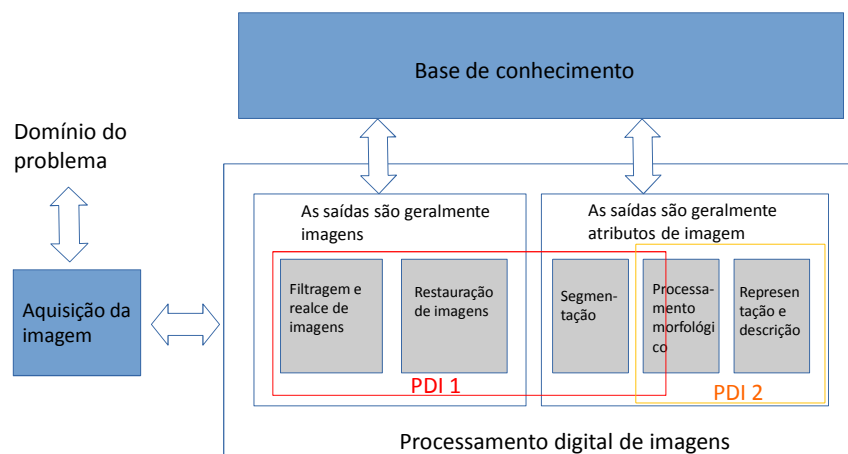 Base de conhecimento
Domínio do
problema
As saídas são geralmente
imagens
As saídas são geralmente
atributos de imagem
Aquisição da
imagem
Filtragem e
realce de
imagens
Restauração
de imagens
Segmen-
tação
Processa-
mento
morfológ
ico
Represen
tação e
descrição
PDI 1
PDI 2
Processamento digital de imagens